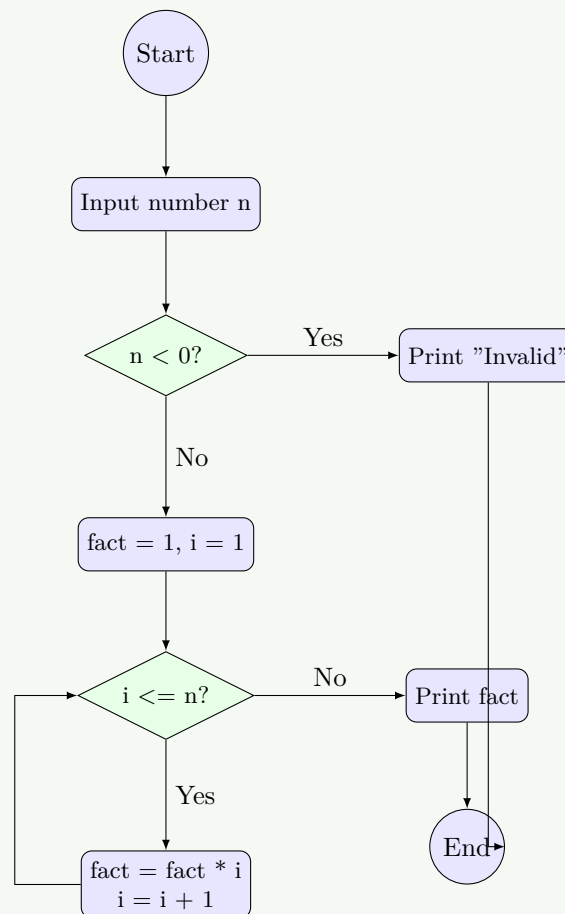 Start
Input number n
n < 0?
Yes
Print "Invalid"
No
fact = 1, i = 1
i <= n?
No
Print fact
Yes
End
fact = fact * i
i = i + 1